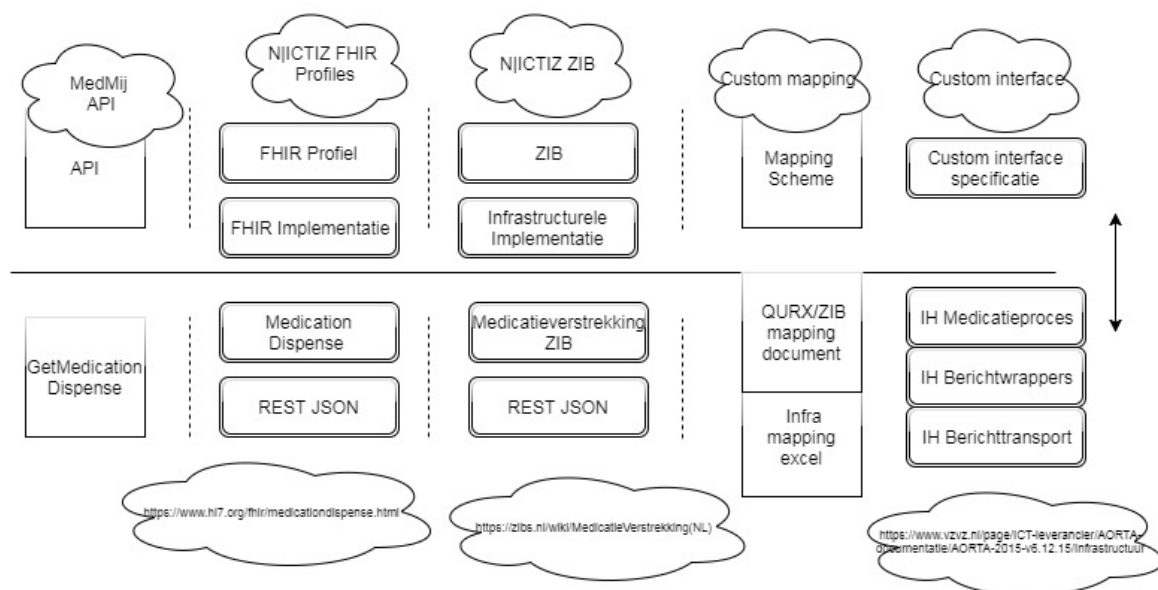 MedMij
API
N|ICTIZ FHIR
Profiles
N|ICTIZ ZIB
Custom mapping
Custom interface
API
FHIR Profiel
ZIB
Mapping
Scheme
Custom interface
specificatie
FHIR Implementatie
Infrastructurele
Implementatie
GetMedication
Dispense
Medication
Dispense
Medicatieverstrekking
ZIB
QURX/ZIB
mapping
document
IH Medicatieproces
IH Berichtwrappers
REST JSON
REST JSON
Infra
mapping
excel
IH Berichttransport
https://www.hl7.org/fhir/medicationdispense.html
https://zibs.nl/wiki/MedicatieVerstrekking(NL)
https://www.vzvz.nl/page/ICT-leverancier/AORTA-
documentatie/AORTA-2015-v6.12.15/Infrastructuur